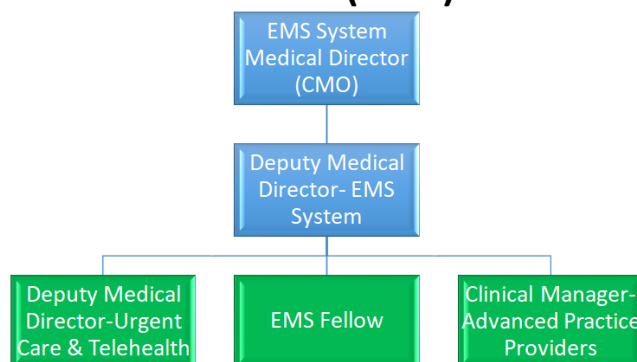 EMS System
Medical Director
(CMO)
Deputy Medical
Director- EMS
System
Deputy Medical
Director-Urgent
Care & Telehealth
EMS Fellow
Clinical Manager-
Advanced Practice
Providers